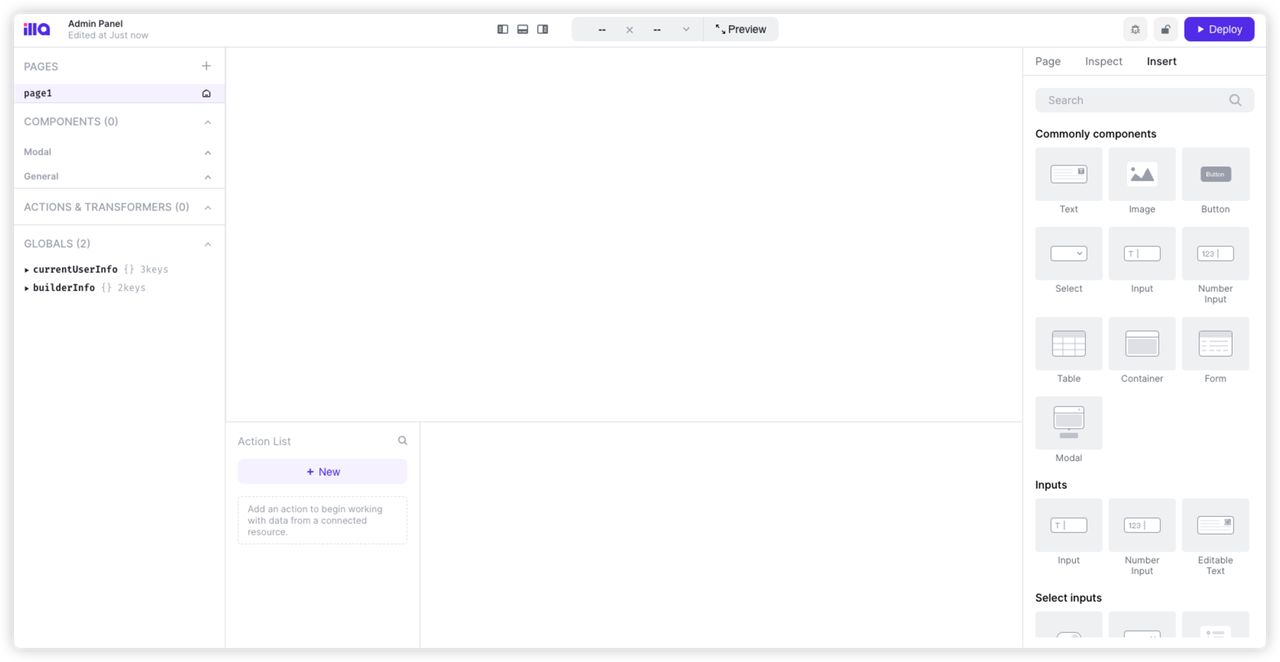 illa
Admin Panel
Edited at Just now
--
--
Preview
Deploy
PAGES
page1
COMPONENTS (0)
Modal
General
ACTIONS & TRANSFORMERS (0)
GLOBALS (2)
currentUserInfo {} 3keys
builderInfo {} 2keys
Action List
+ New
Add an action to begin working
with data from a connected
resource.
Page Inspect Insert
Search
Commonly components
Button
Text Image Button
T
123
Select Input Number
Input
Table Container Form
Modal
Inputs
T
123
Input Number
Input
Editable
Text
Select inputs